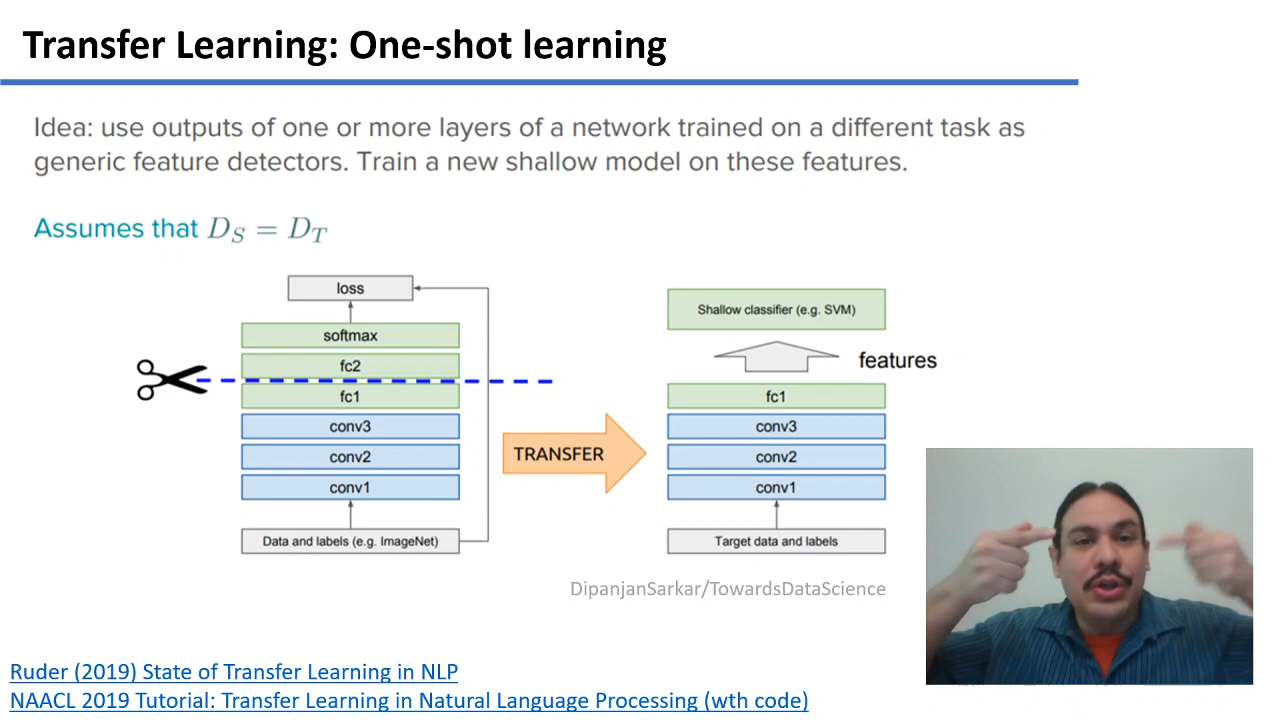 Transfer Learning: One-shot learning
Idea: use outputs of one or more layers of a network trained on a different task as
generic feature detectors. Train a new shallow model on these features.
Assumes that D_S = D_T
loss
softmax
fc2
fc1
conv3
conv2
conv1
Data and labels (e.g. ImageNet)
TRANSFER
Shallow classifier (e.g. SVM)
features
fc1
conv3
conv2
conv1
Target data and labels
DipanjanSarkar/TowardsDataScience
Ruder (2019) State of Transfer Learning in NLP
NAACL 2019 Tutorial: Transfer Learning in Natural Language Processing (wth code)